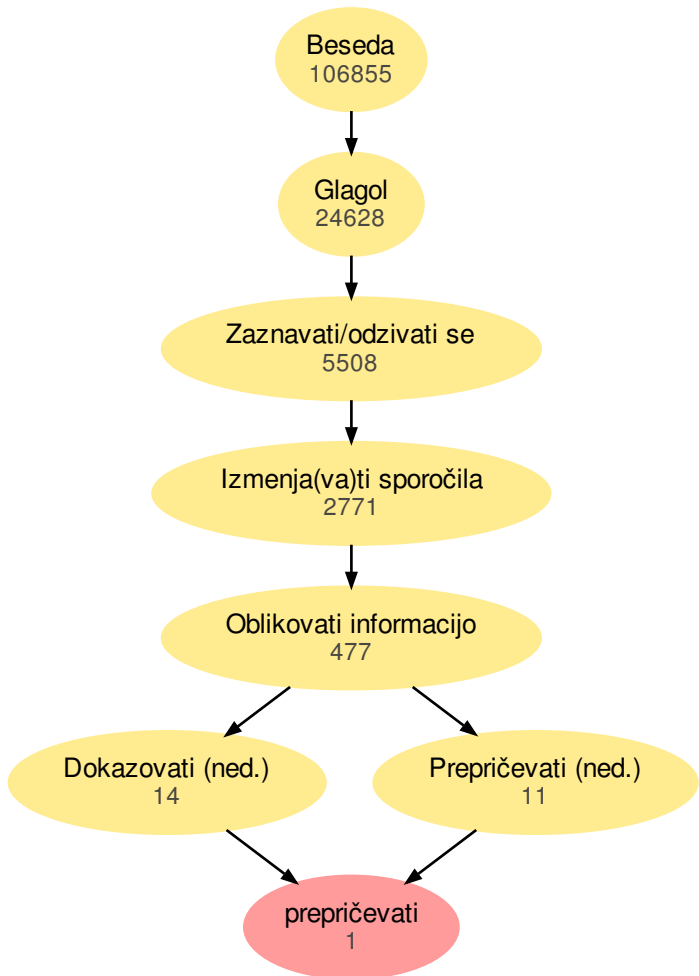 Beseda
106855
Glagol
24628
Zaznavati/odzivati se
5508
Izmenja(va)ti sporočila
2771
Oblikovati informacijo
477
Dokazovati (ned.)
14
Prepričevati (ned.)
11
prepričevati
1